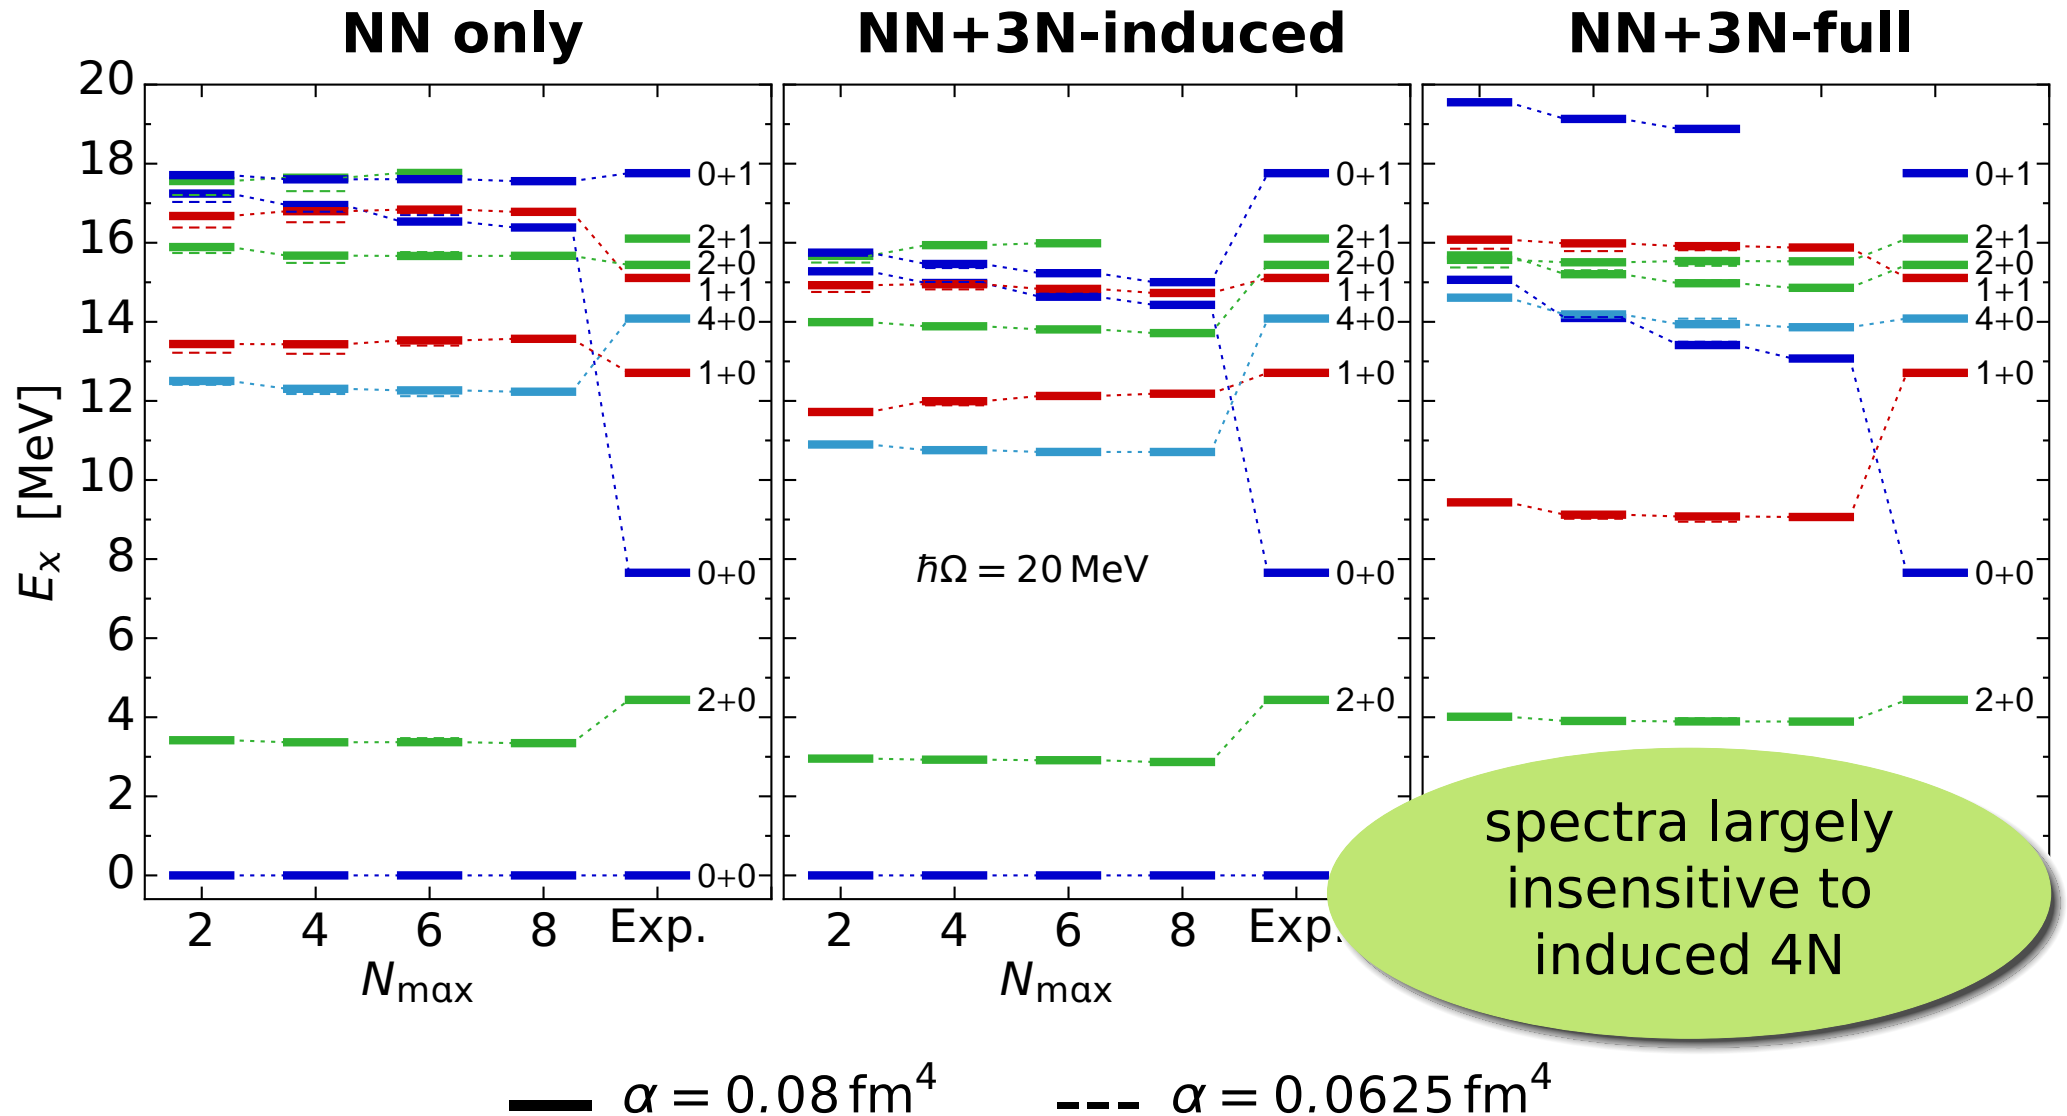 NN only
NN+3N-induced
NN+3N-full
20
18
16
14
12
10
8
6
4
2
0
E_x [MeV]
0+1
2+1
2+0
1+1
4+0
1+0
0+0
2+0
0+0
2 4 6 8 Exp.
N_max
0+1
2+1
2+0
1+1
4+0
1+0
0+0
2+0
ℏΩ = 20 MeV
2 4 6 8 Exp.
N_max
0+1
2+1
2+0
1+1
4+0
1+0
0+0
2+0
spectra largely
insensitive to
induced 4N
α = 0.08 fm⁴
α = 0.0625 fm⁴